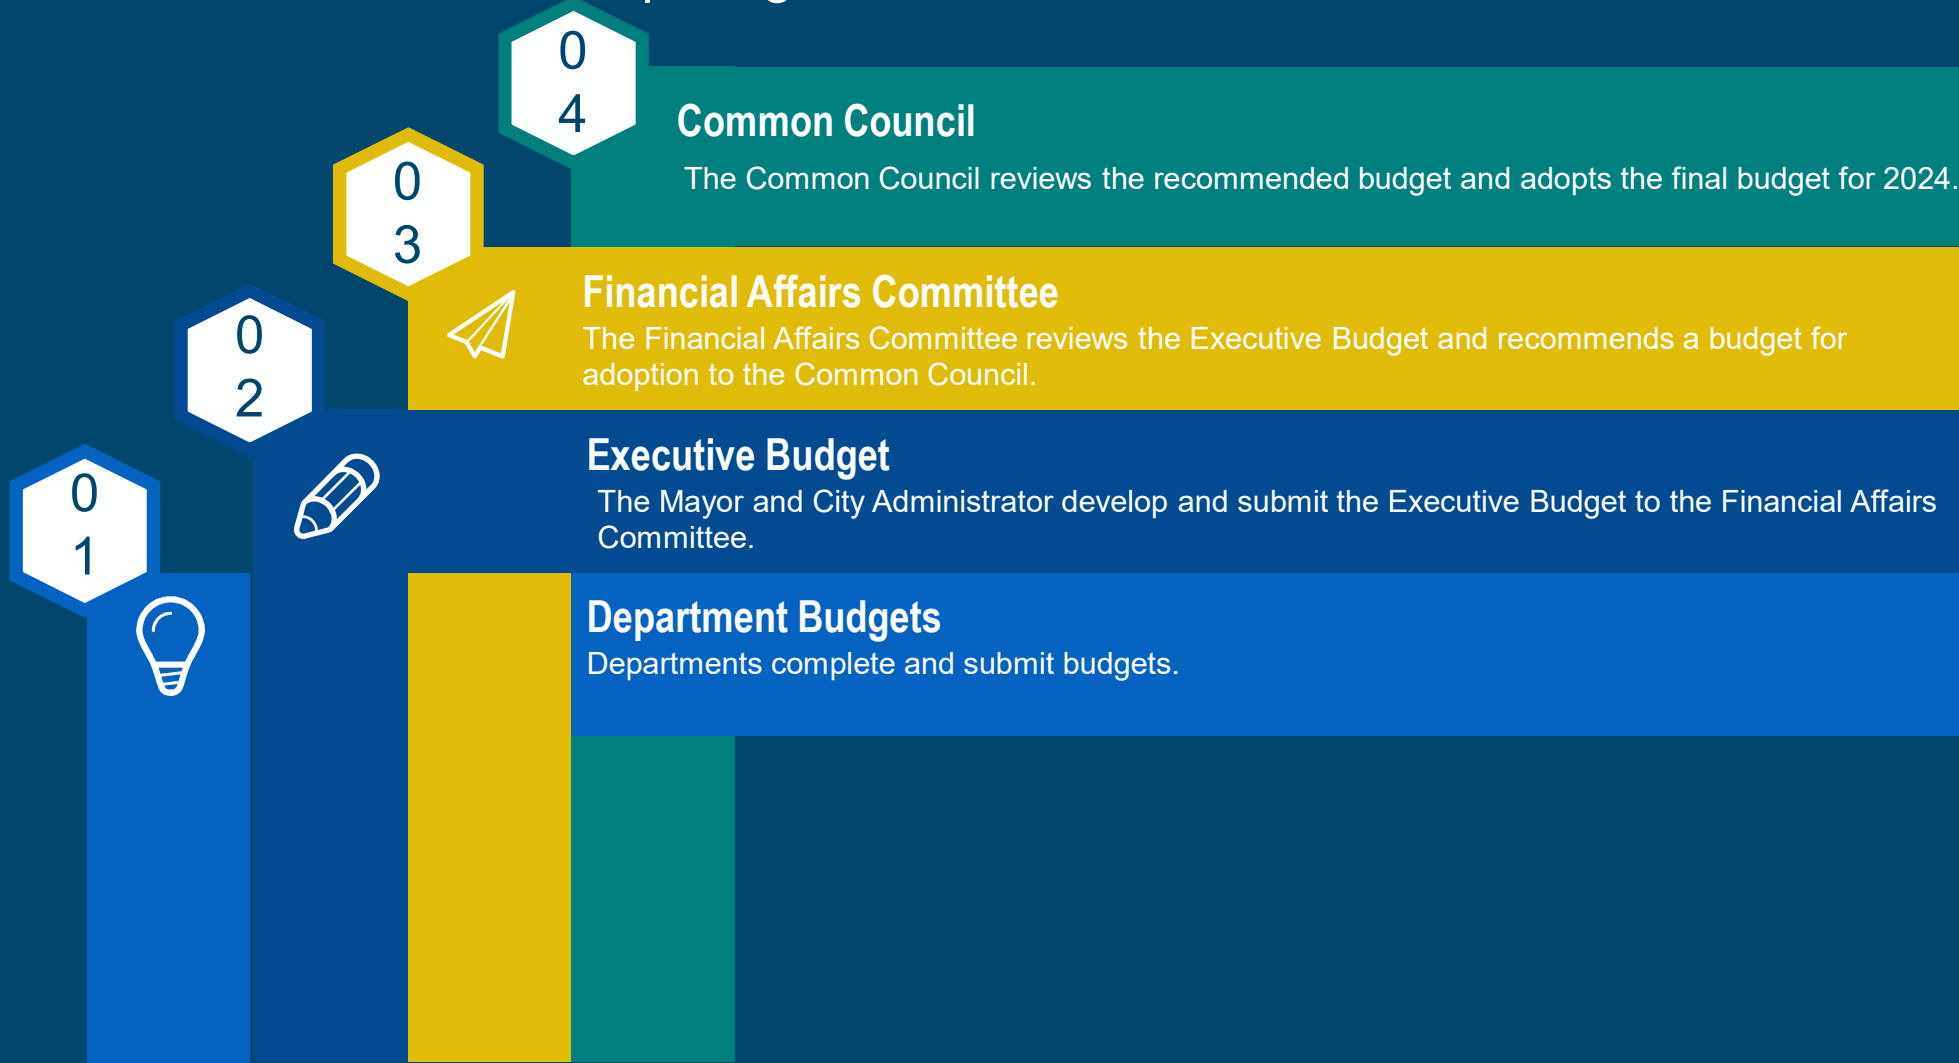 0
4
Common Council
The Common Council reviews the recommended budget and adopts the final budget for 2024.
0
3
Financial Affairs Committee
The Financial Affairs Committee reviews the Executive Budget and recommends a budget for
adoption to the Common Council.
0
2
Executive Budget
The Mayor and City Administrator develop and submit the Executive Budget to the Financial Affairs
Committee.
0
1
Department Budgets
Departments complete and submit budgets.